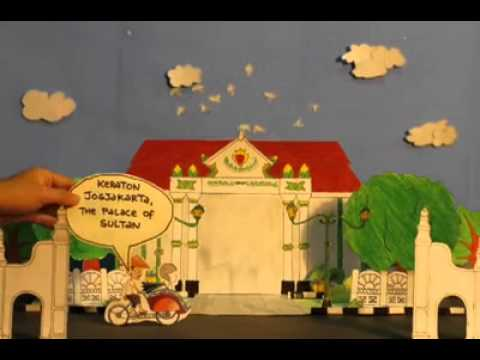 KERATON
JOGJAKARTA,
THE PALACE OF
SULTAN